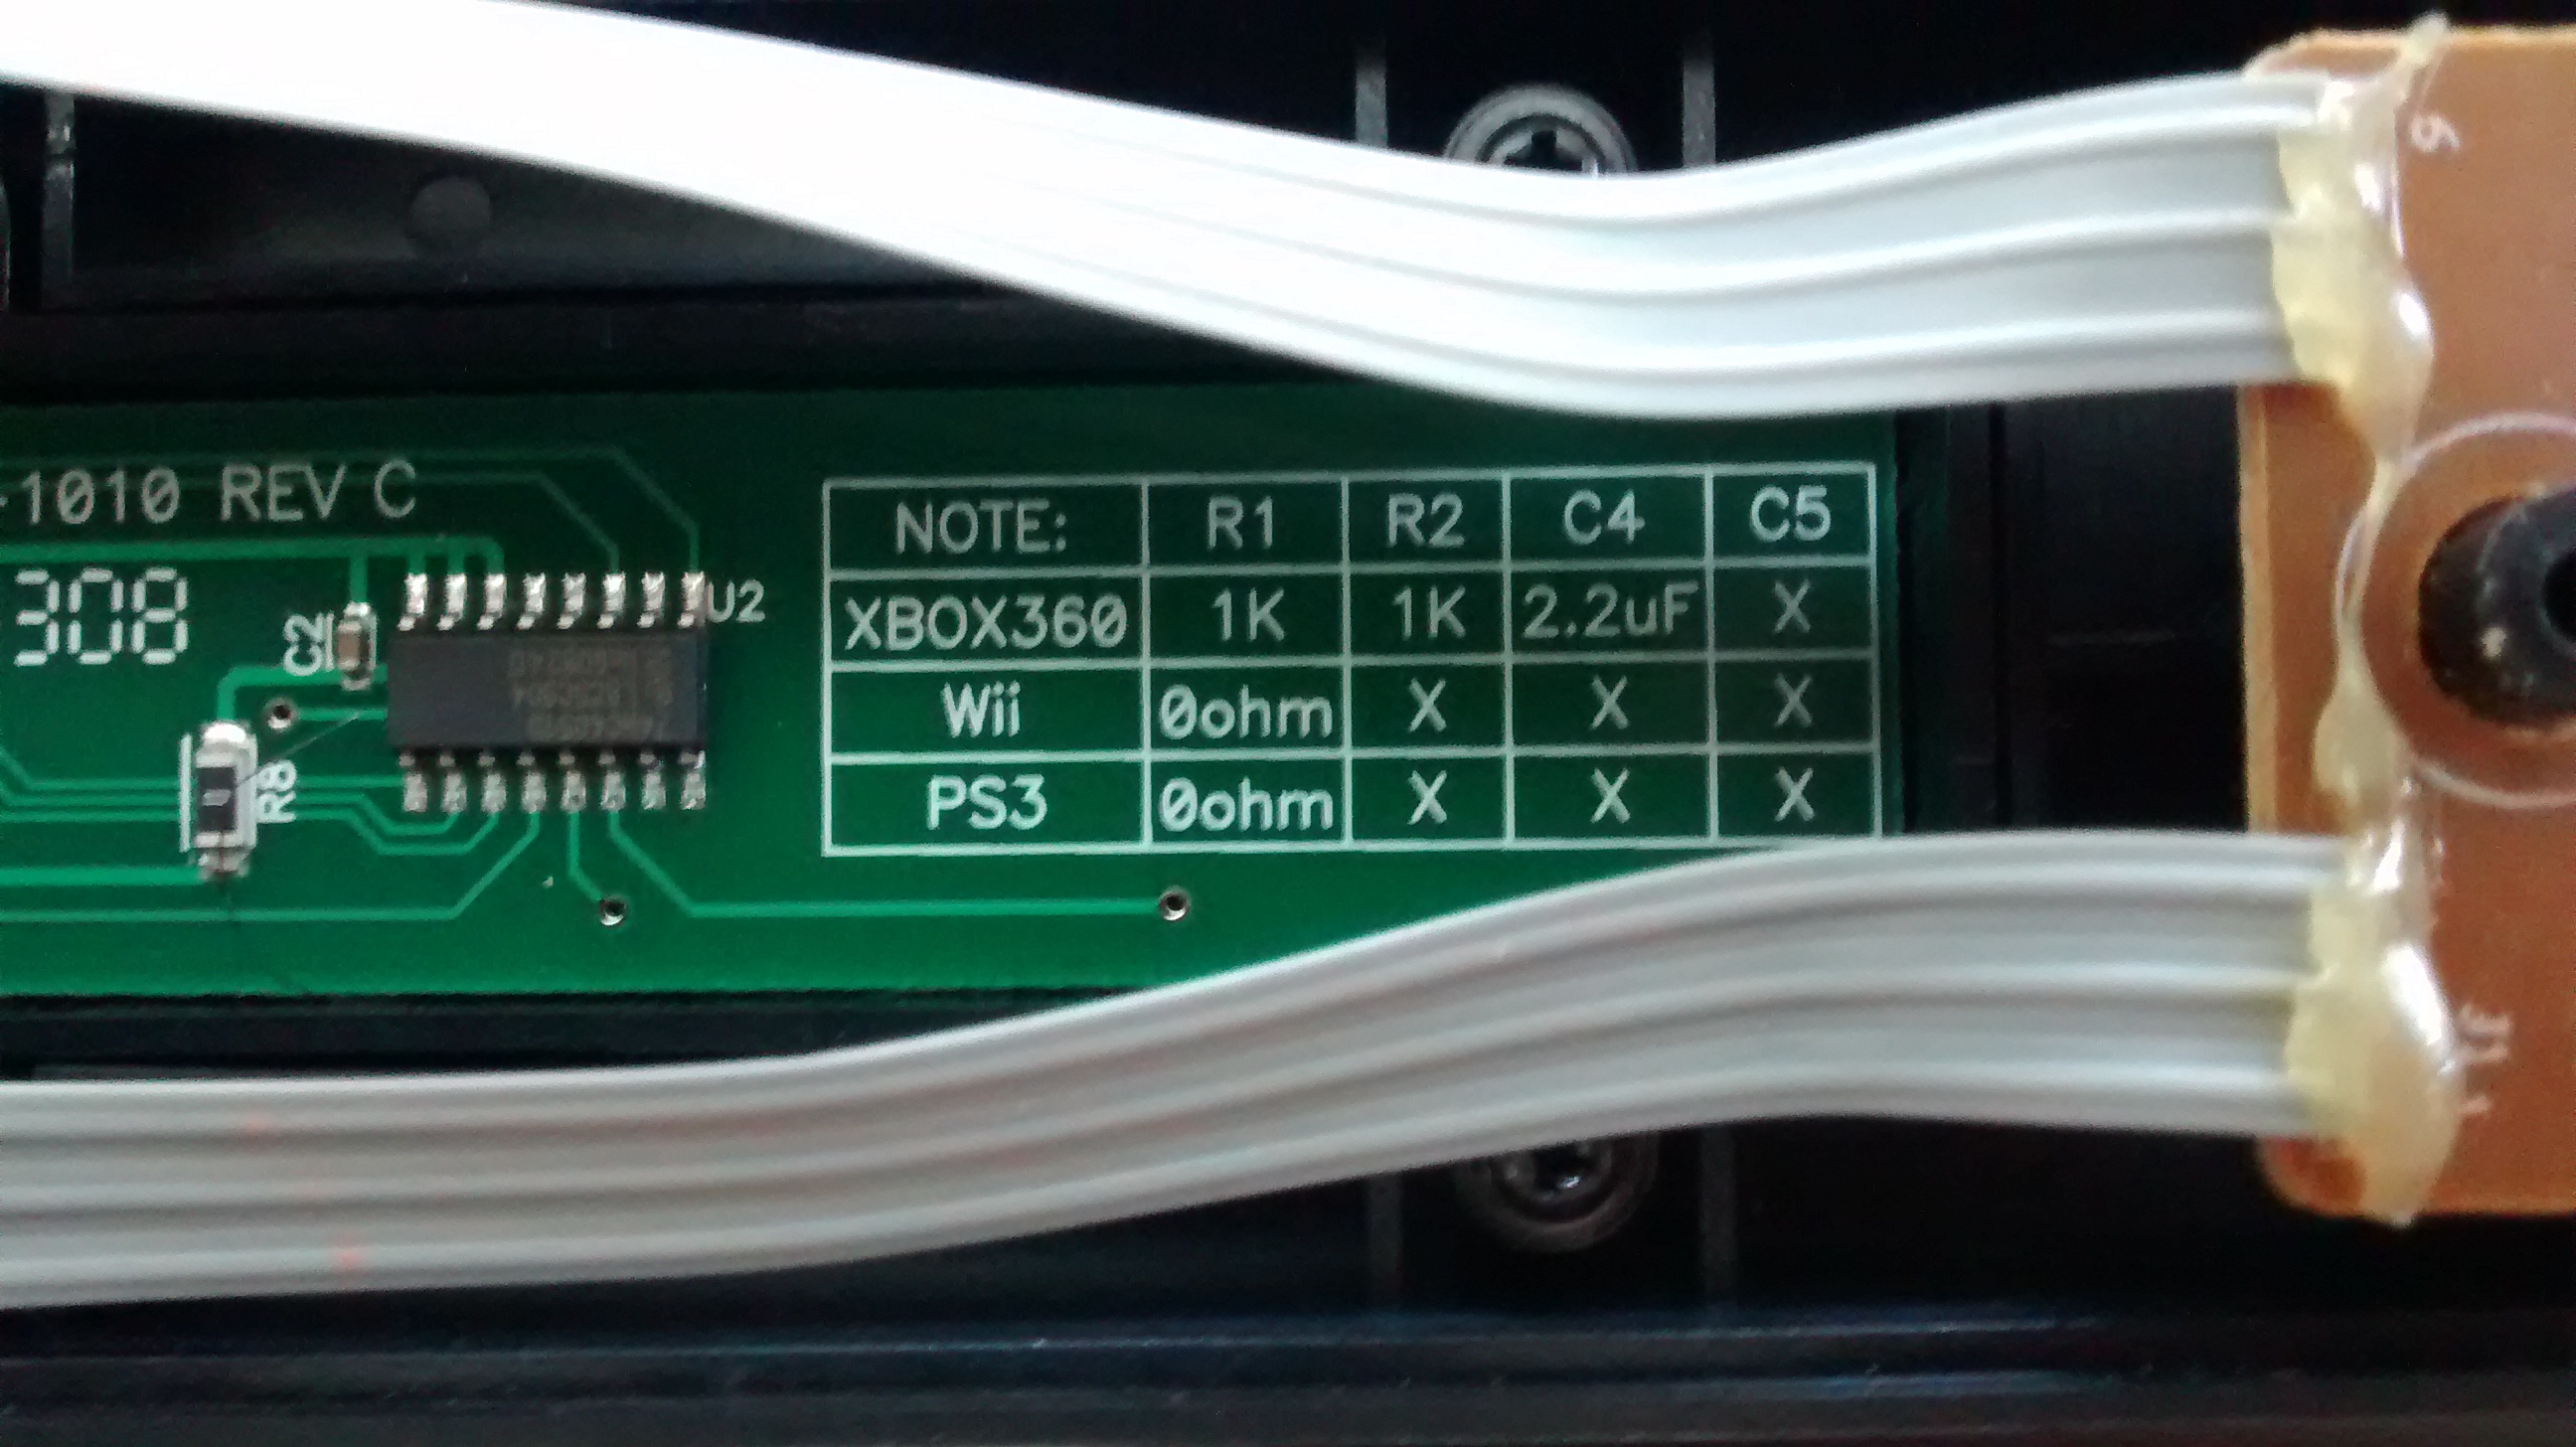 -1010 REV C
308
C2
U2
R8
NOTE: R1 R2 C4 C5
XBOX360 1K 1K 2.2uF X
Wii 0ohm X X X
PS3 0ohm X X X